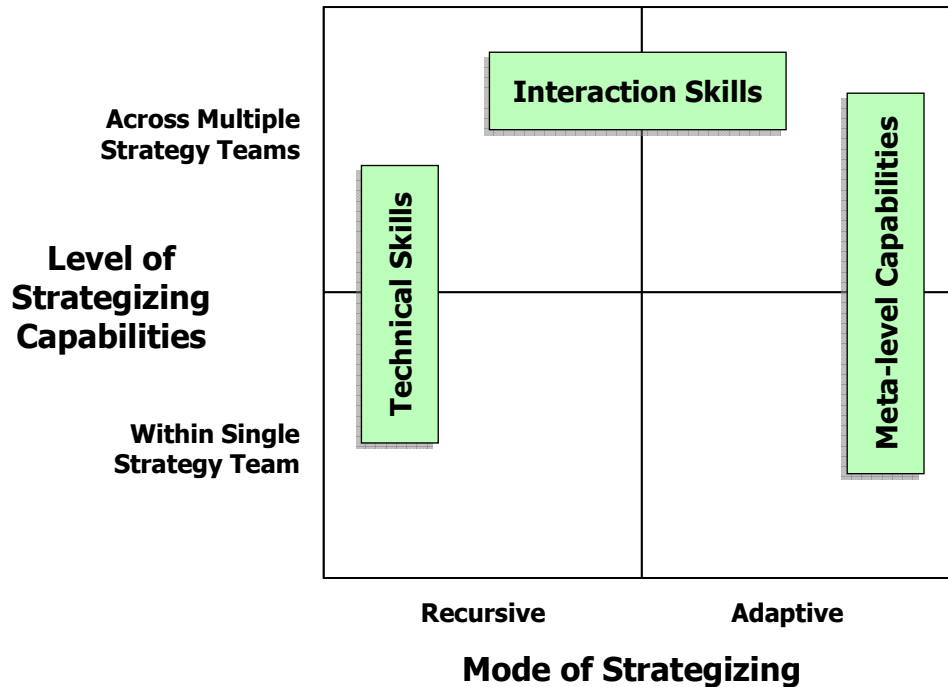 Interaction Skills
Across Multiple
Strategy Teams
Technical Skills
Meta-level Capabilities
Level of
Strategizing
Capabilities
Within Single
Strategy Team
Recursive
Adaptive
Mode of Strategizing